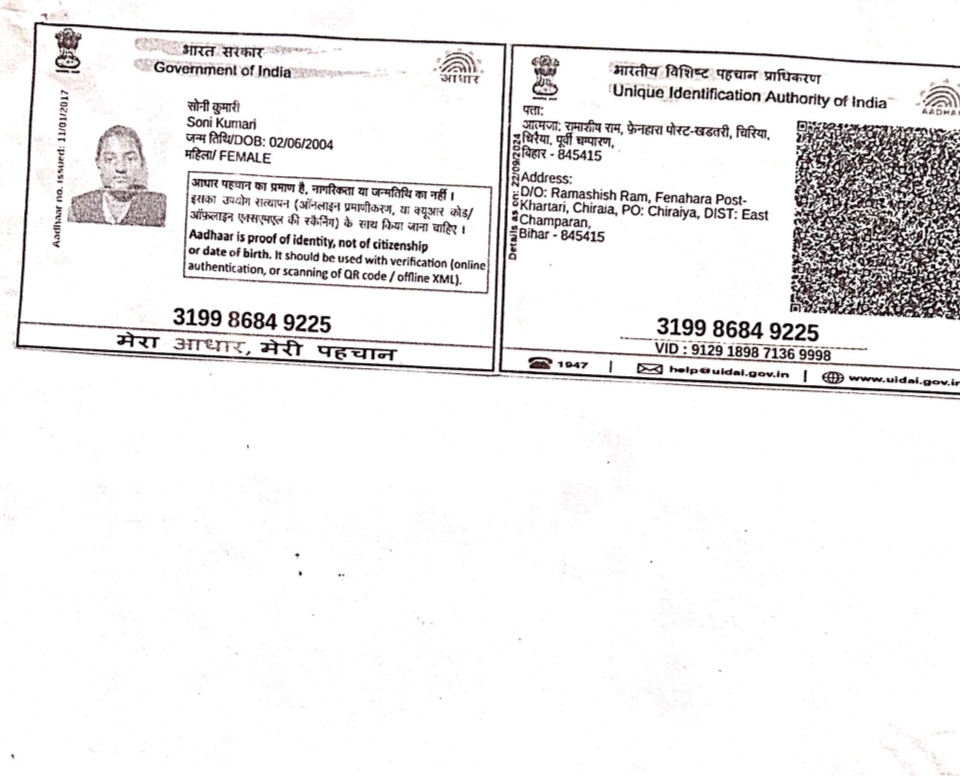 भारत सरकार
Government of India
आधार
Aadhaar no. issued: 11/01/2017
सोनी कुमारी
Soni Kumari
जन्म तिथि/DOB: 02/06/2004
महिला/ FEMALE
आधार पहचान का प्रमाण है, नागरिकता या जन्मतिथि का नहीं ।
इसका उपयोग सत्यापन (ऑनलाइन प्रमाणीकरण, या क्यूआर कोड/
ऑफ़लाइन एक्सएमएल की स्कैनिंग) के साथ किया जाना चाहिए ।
Aadhaar is proof of identity, not of citizenship
or date of birth. It should be used with verification (online
authentication, or scanning of QR code / offline XML).
3199 8684 9225
मेरा आधार, मेरी पहचान
भारतीय विशिष्ट पहचान प्राधिकरण
Unique Identification Authority of India
AADHAAR
Details as on: 22/09/2024
पता:
आत्मजा: रामाशीष राम, फ़ेनहारा पोस्ट-खडतरी, चिरिया,
चिरैया, पूर्वी चम्पारण,
बिहार - 845415
Address:
D/O: Ramashish Ram, Fenahara Post-
Khartari, Chiraia, PO: Chiraiya, DIST: East
Champaran,
Bihar - 845415
3199 8684 9225
VID : 9129 1898 7136 9998
1947 | help@uidai.gov.in | www.uidai.gov.in